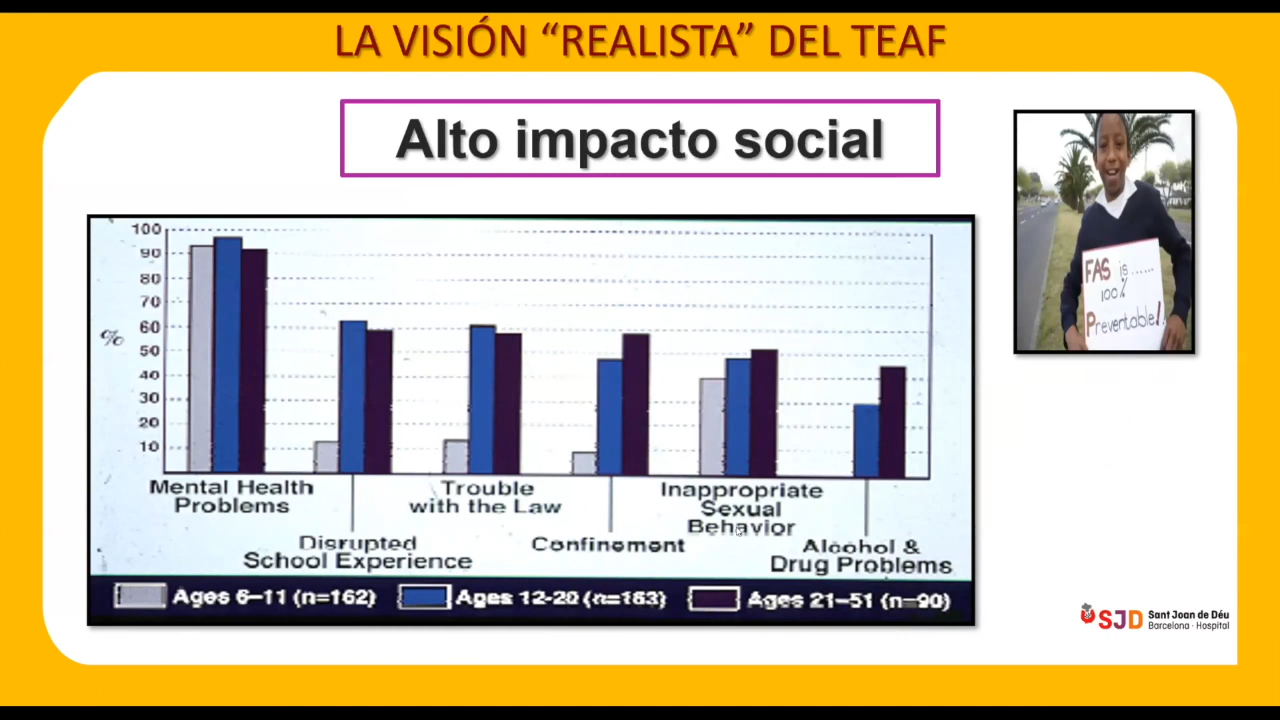 LA VISIÓN “REALISTA” DEL TEAF
Alto impacto social
FAS is ......
100%
Preventable!
100
90
80
70
60
50
40
30
20
10
%
Mental Health
Problems
Disrupted
School Experience
Trouble
with the Law
Confinement
Inappropriate
Sexual
Behavior
Alcohol &
Drug Problems
Ages 6–11 (n=162)
Ages 12-20 (n=163)
Ages 21–51 (n=90)
SJD Sant Joan de Déu
Barcelona · Hospital